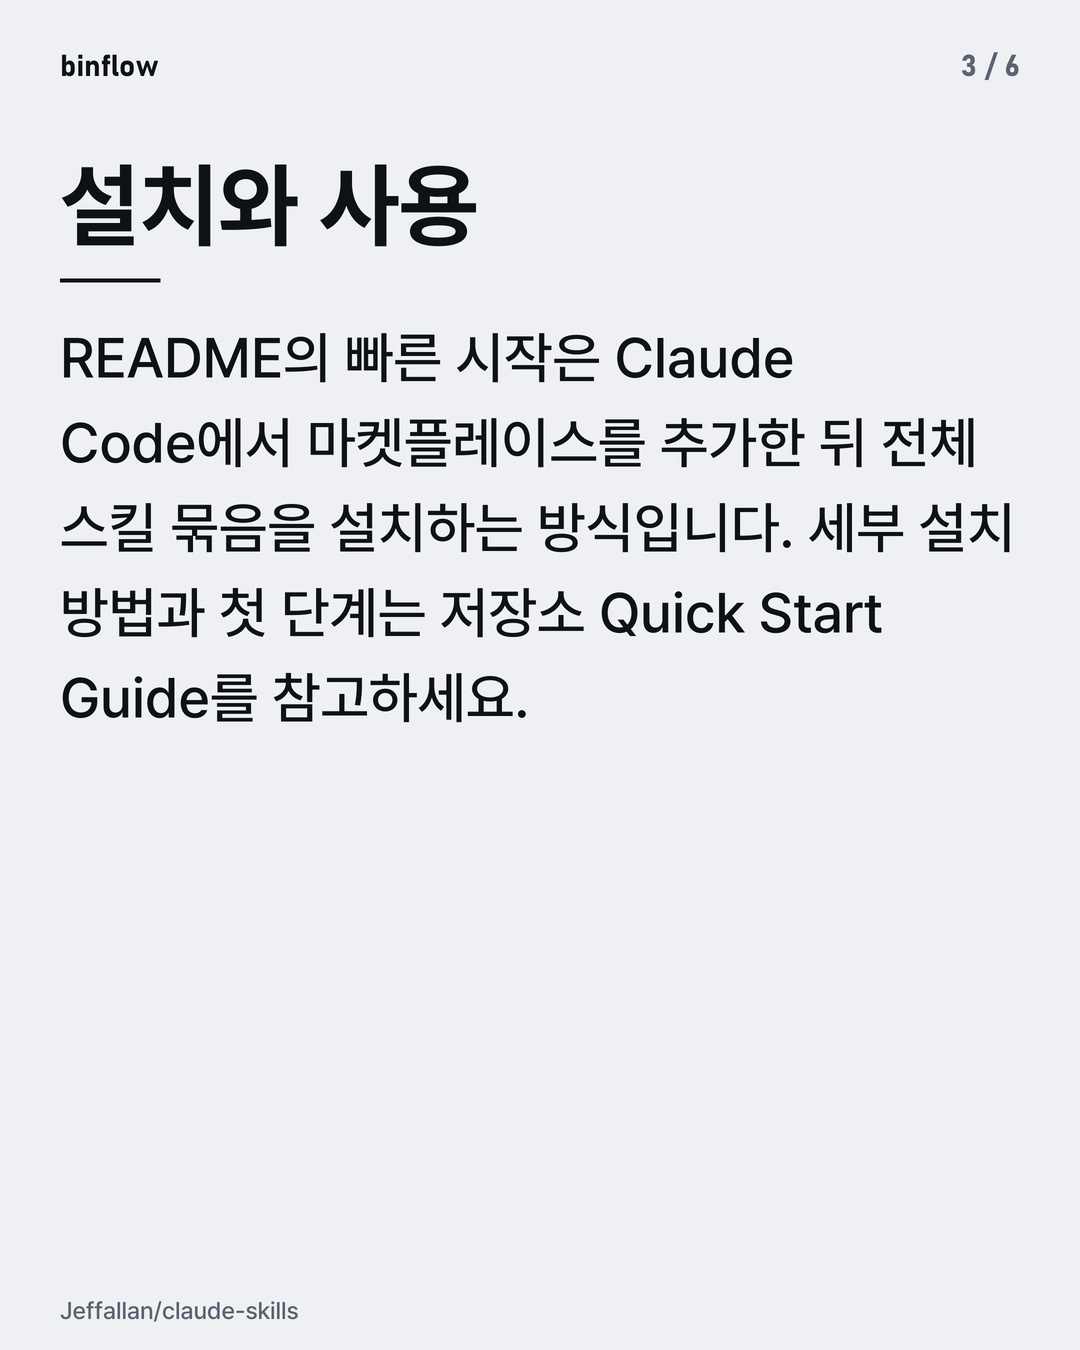 binflow
3 / 6
설치와 사용
README의 빠른 시작은 Claude
Code에서 마켓플레이스를 추가한 뒤 전체
스킬 묶음을 설치하는 방식입니다. 세부 설치
방법과 첫 단계는 저장소 Quick Start
Guide를 참고하세요.
Jeffallan/claude-skills